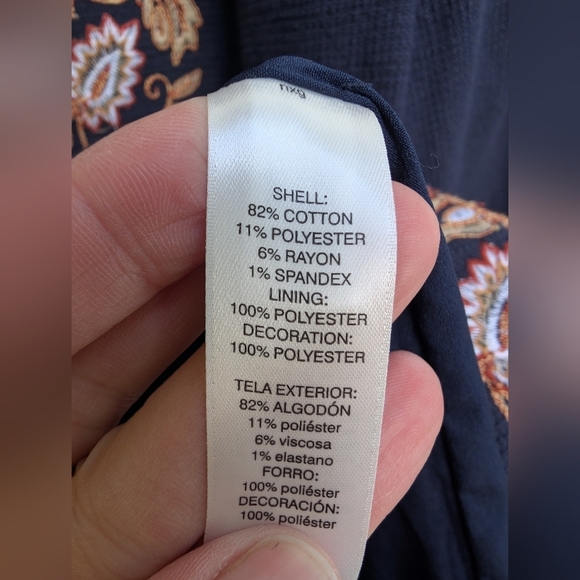 SHELL:
82% COTTON
11% POLYESTER
6% RAYON
1% SPANDEX
LINING:
100% POLYESTER
DECORATION:
100% POLYESTER
TELA EXTERIOR:
82% ALGODÓN
11% poliéster
6% viscosa
1% elastano
FORRO:
100% poliéster
DECORACIÓN:
100% poliéster